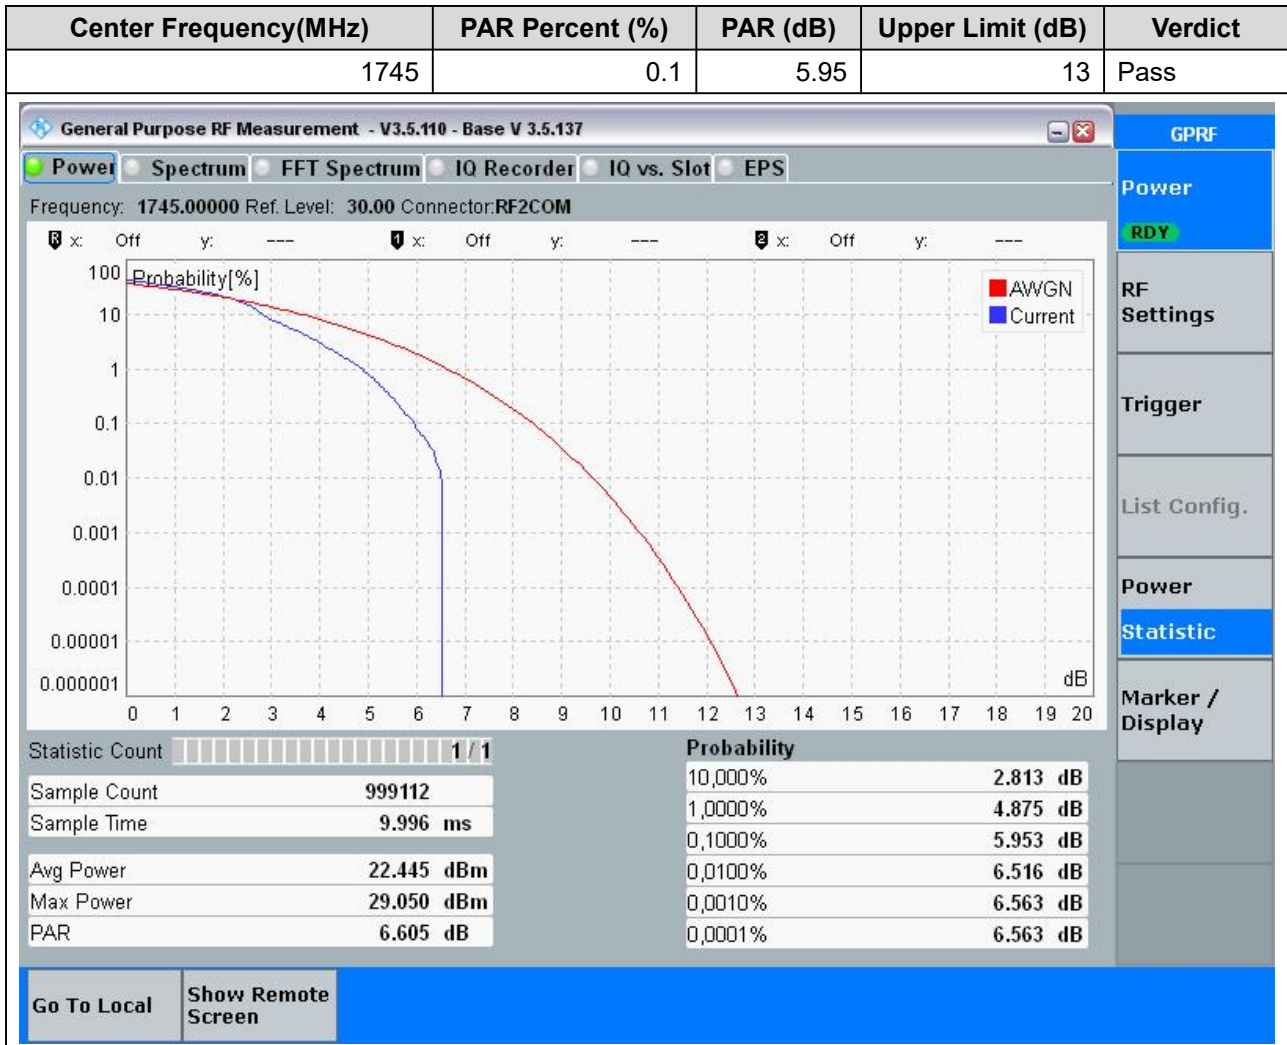 Center Frequency(MHz) PAR Percent (%) PAR (dB) Upper Limit (dB) Verdict
1745 0.1 5.95 13 Pass
General Purpose RF Measurement - V3.5.110 - Base V 3.5.137
GPRF
Power Spectrum FFT Spectrum IQ Recorder IQ vs. Slot EPS
Power
RDY
Frequency: 1745.00000 Ref. Level: 30.00 Connector:RF2COM
R x: Off y: --- 1 x: Off y: --- 2 x: Off y: ---
Probability[%]
AWGN
Current
100
10
1
0.1
0.01
0.001
0.0001
0.00001
0.000001
dB
0 1 2 3 4 5 6 7 8 9 10 11 12 13 14 15 16 17 18 19 20
RF
Settings
Trigger
List Config.
Power
Statistic
Marker /
Display
Statistic Count 1 / 1
Sample Count 999112
Sample Time 9.996 ms
Avg Power 22.445 dBm
Max Power 29.050 dBm
PAR 6.605 dB
Probability
10,000% 2.813 dB
1,0000% 4.875 dB
0,1000% 5.953 dB
0,0100% 6.516 dB
0,0010% 6.563 dB
0,0001% 6.563 dB
Go To Local
Show Remote
Screen